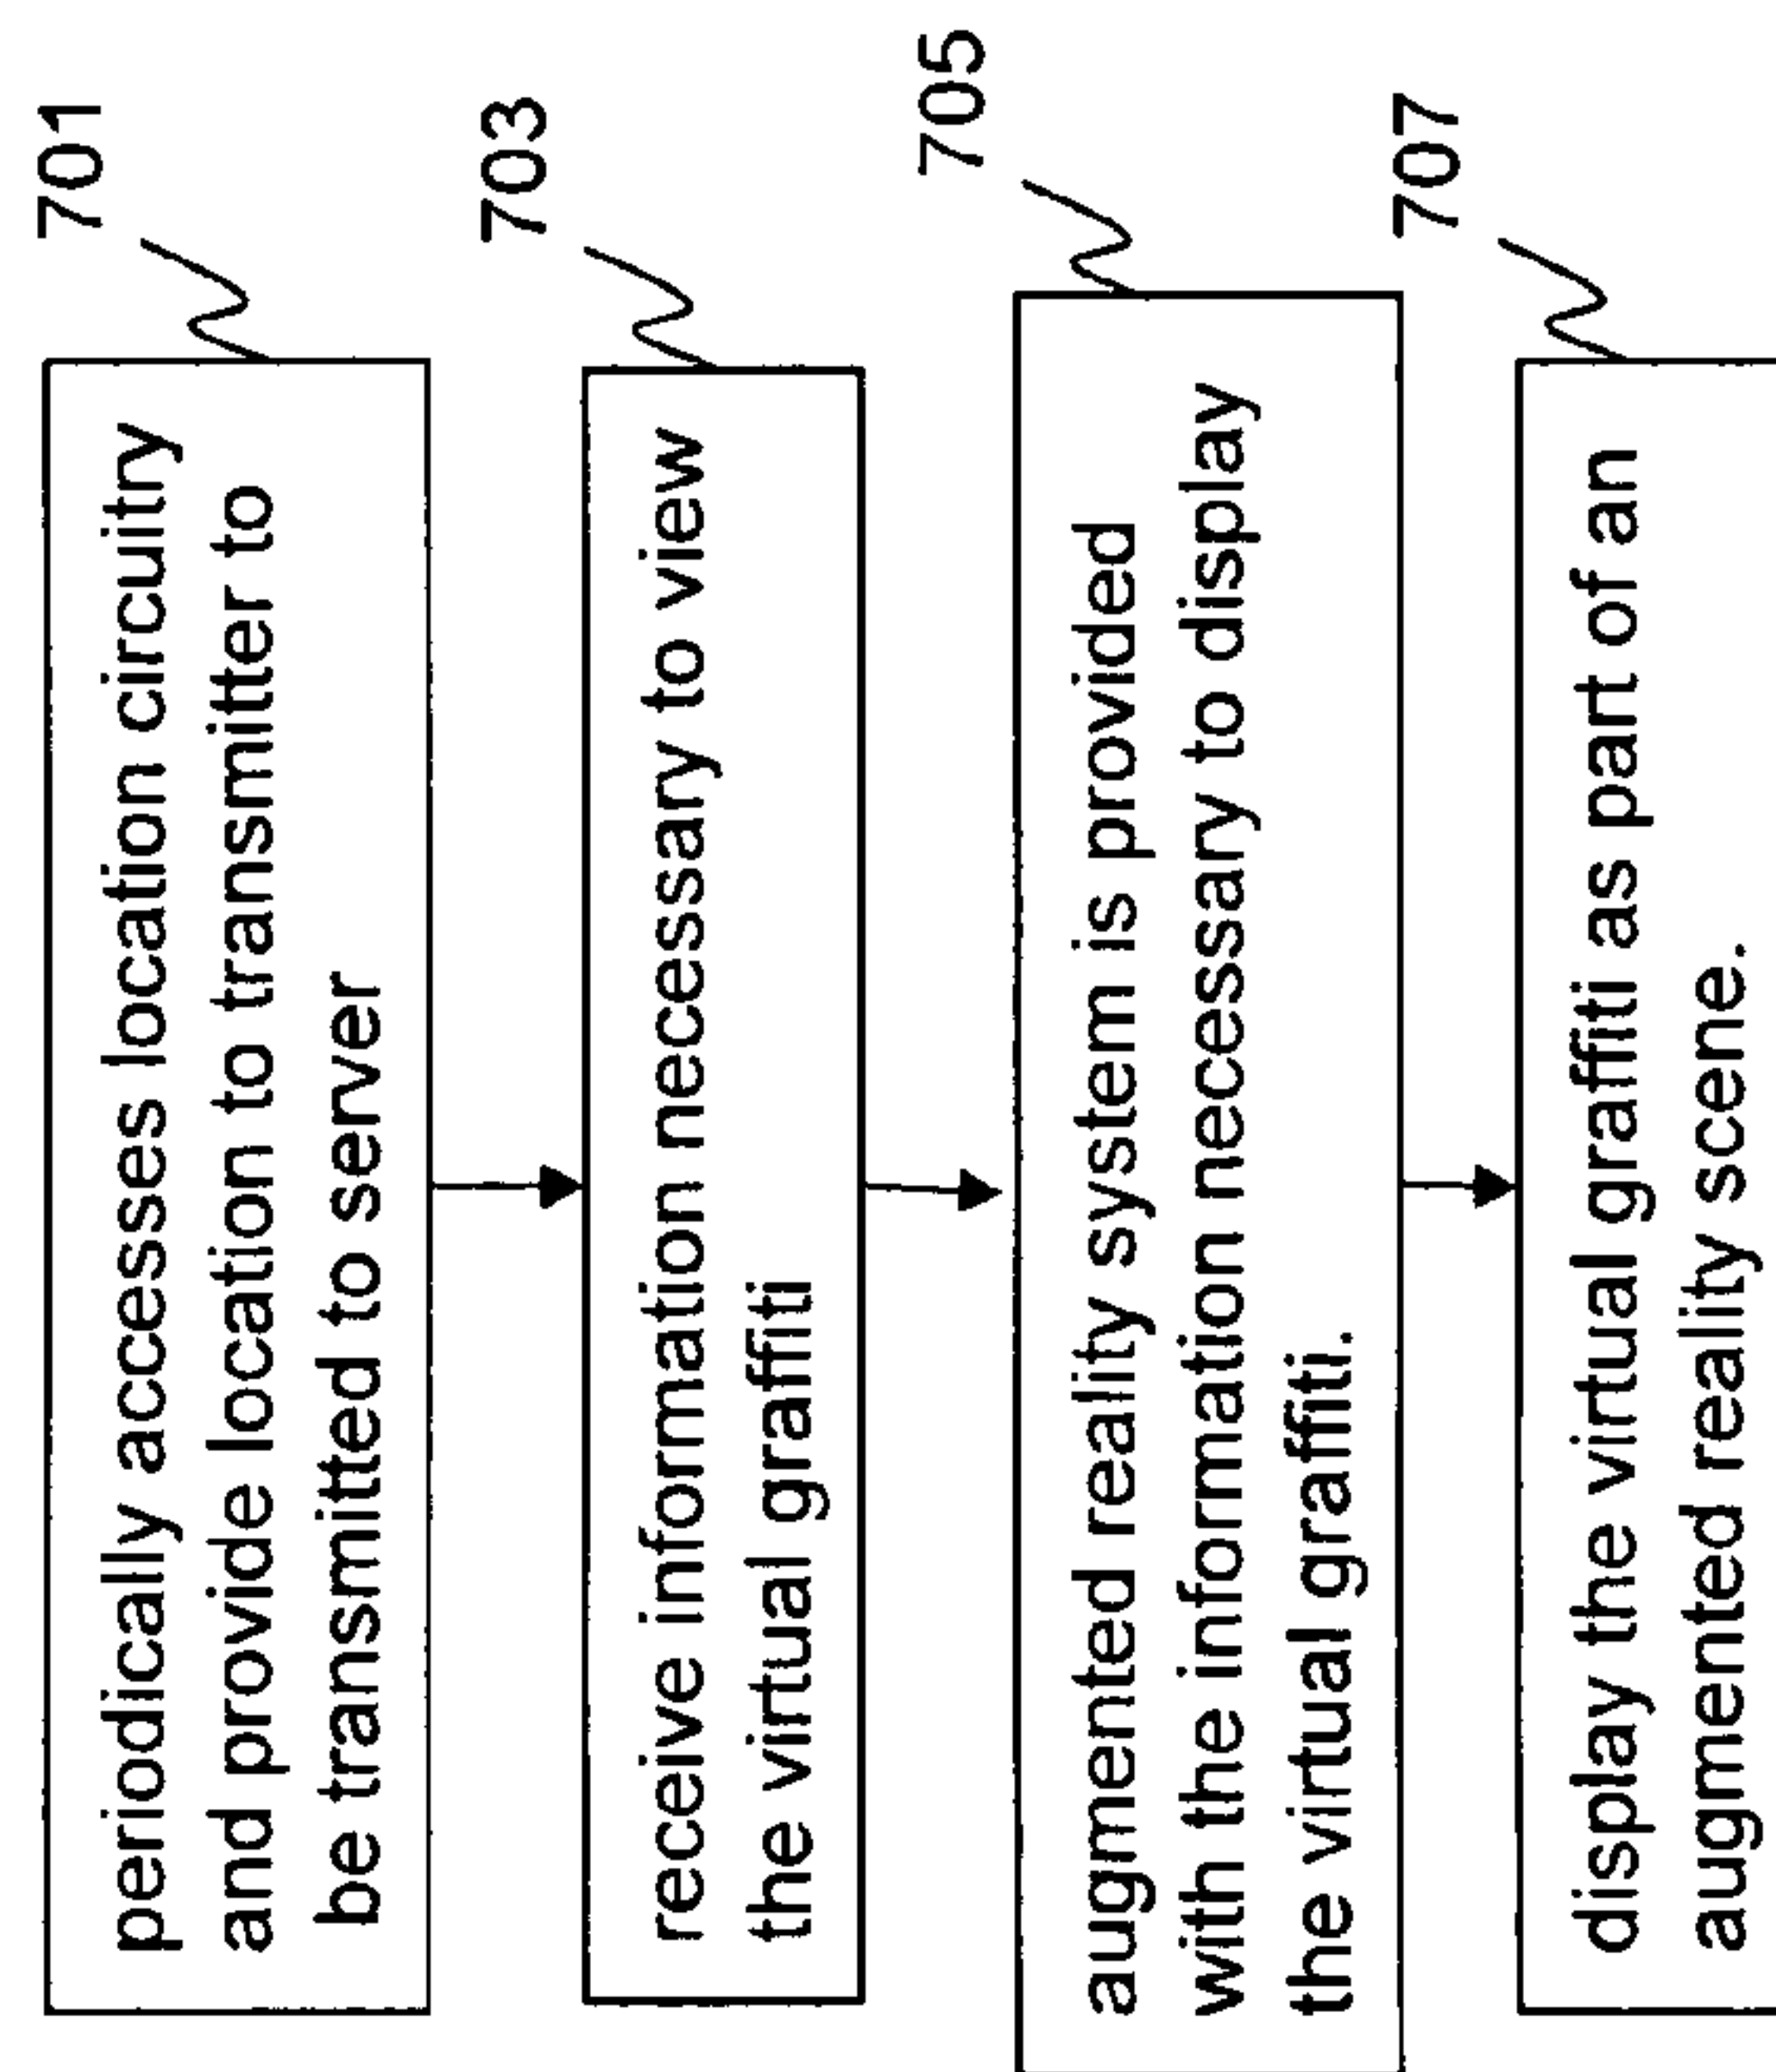 701
periodically accesses location circuitry
and provide location to transmitter to
be transmitted to server
703
receive information necessary to view
the virtual graffiti
705
augmented reality system is provided
with the information necessary to display
the virtual graffiti.
707
display the virtual graffiti as part of an
augmented reality scene.